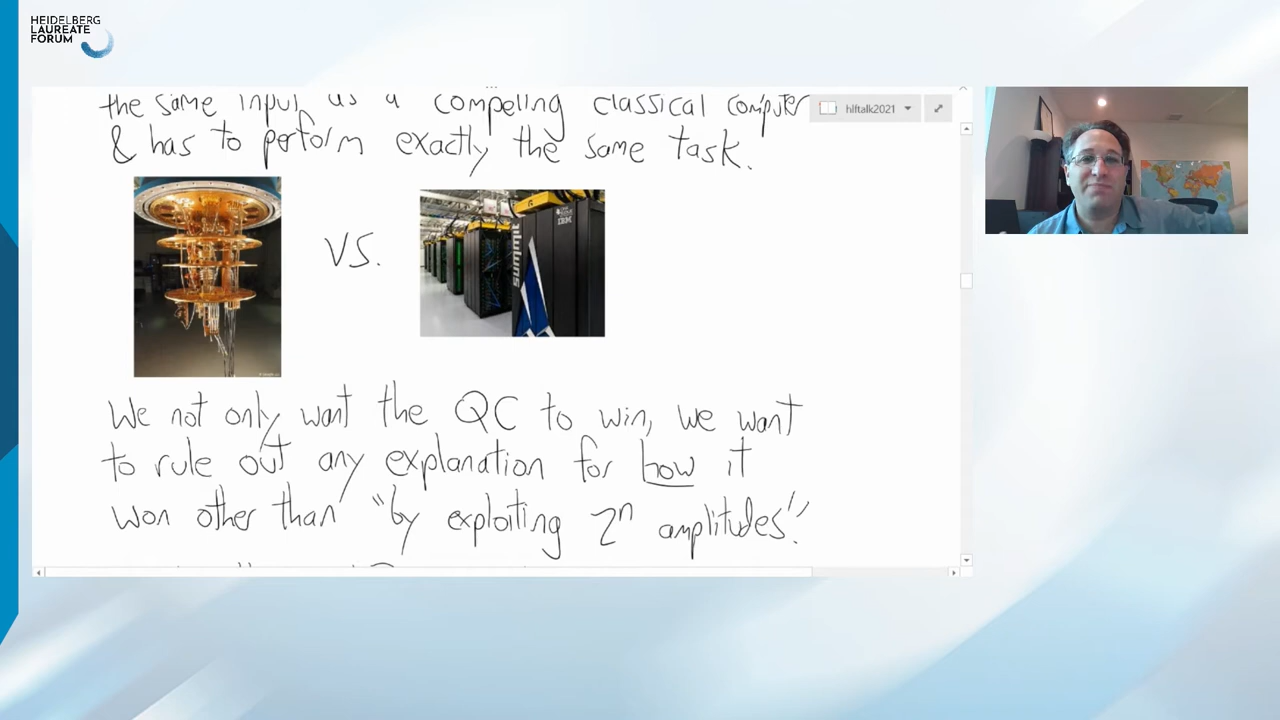 HEIDELBERG
LAUREATE
FORUM
the same input as a competing classical computer
& has to perform exactly the same task.
hlftalk2021
VS.
IBM
SUMMIT
We not only want the QC to win, we want
to rule out any explanation for how it
won other than "by exploiting 2ⁿ amplitudes".